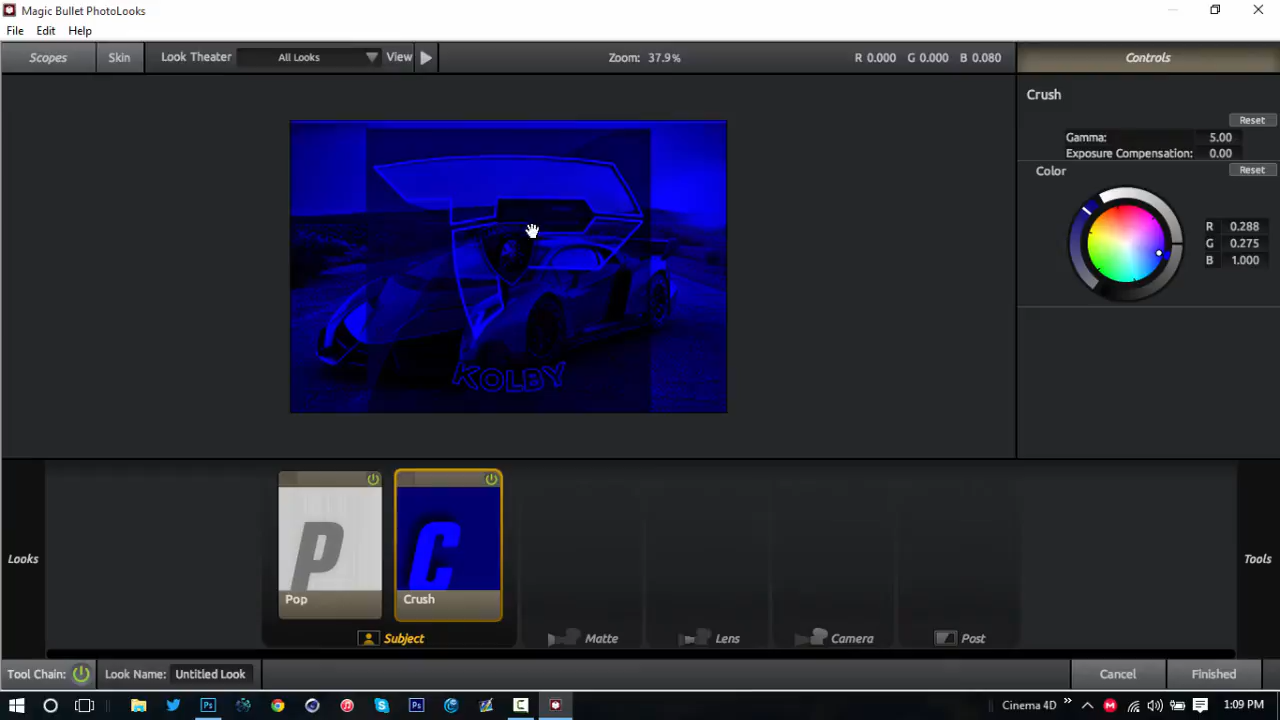 Magic Bullet PhotoLooks
File Edit Help
Scopes Skin Look Theater All Looks View Zoom: 37.9% R 0.000 G 0.000 B 0.080 Controls
Crush
Reset
Gamma: 5.00
Exposure Compensation: 0.00
Color Reset
R 0.288
G 0.275
B 1.000
KOLBY
P C
Looks Tools
Pop Crush
Subject Matte Lens Camera Post
Tool Chain: Look Name: Untitled Look Cancel Finished
Ps Ps Cinema 4D » 1:09 PM